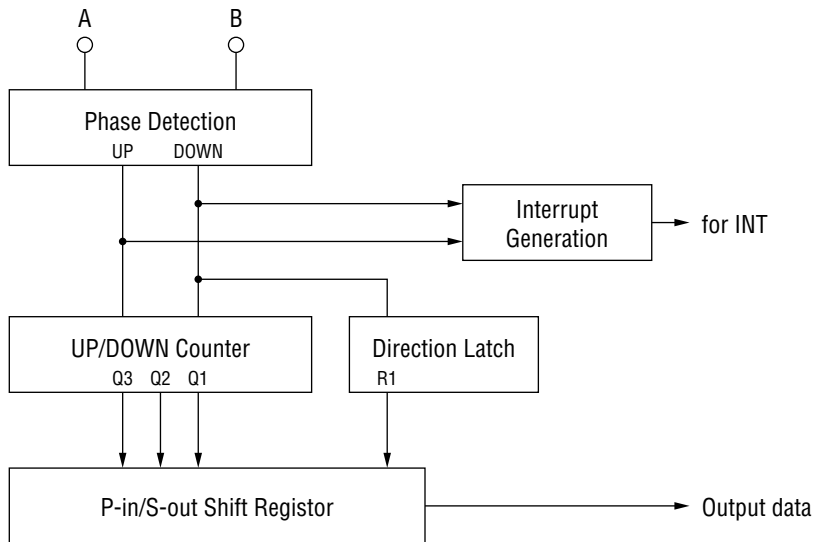 A
B
Phase Detection
UP
DOWN
Interrupt
Generation
for INT
UP/DOWN Counter
Q3
Q2
Q1
Direction Latch
R1
P-in/S-out Shift Registor
Output data